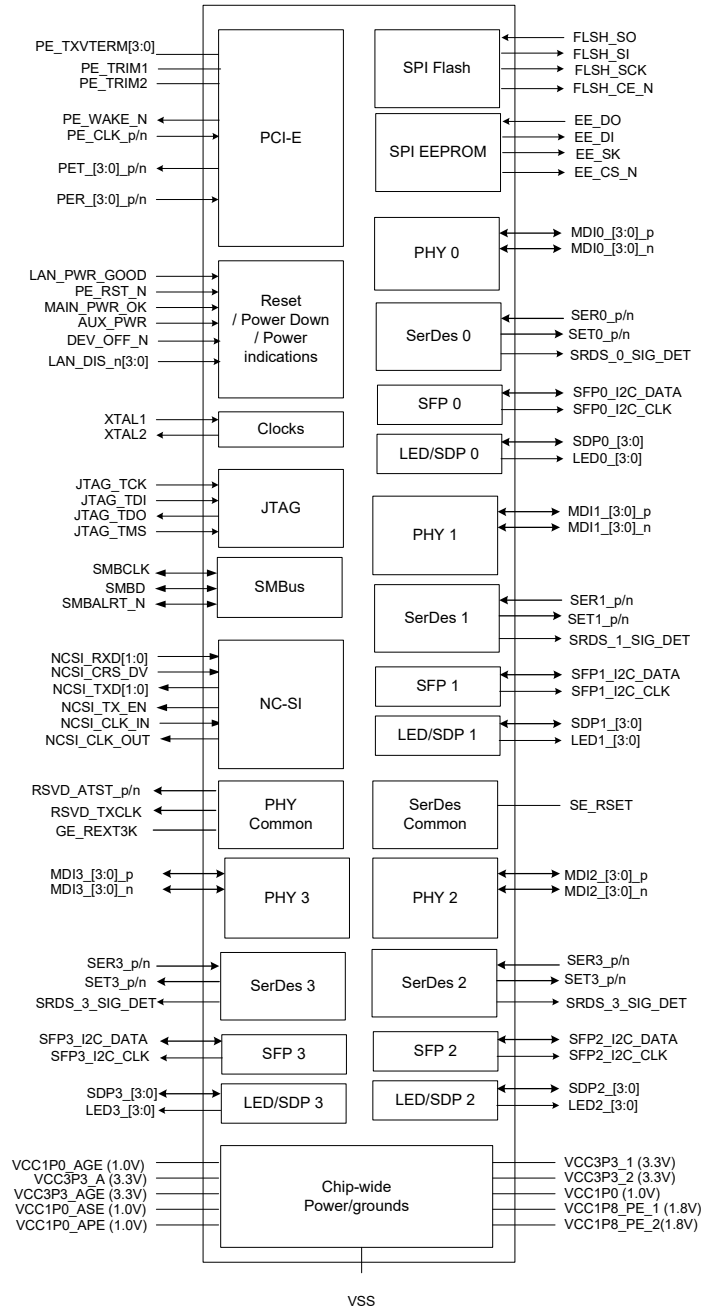 PE_TXVTERM[3:0]
PE_TRIM1
PE_TRIM2
PE_WAKE_N
PE_CLK_p/n
PET_[3:0]_p/n
PER_[3:0]_p/n
PCI-E
LAN_PWR_GOOD
PE_RST_N
MAIN_PWR_OK
AUX_PWR
DEV_OFF_N
LAN_DIS_n[3:0]
Reset
/ Power Down
/ Power
indications
XTAL1
XTAL2
Clocks
JTAG_TCK
JTAG_TDI
JTAG_TDO
JTAG_TMS
JTAG
SMBCLK
SMBD
SMBALRT_N
SMBus
NCSI_RXD[1:0]
NCSI_CRS_DV
NCSI_TXD[1:0]
NCSI_TX_EN
NCSI_CLK_IN
NCSI_CLK_OUT
NC-SI
RSVD_ATST_p/n
RSVD_TXCLK
GE_REXT3K
PHY
Common
MDI3_[3:0]_p
MDI3_[3:0]_n
PHY 3
SER3_p/n
SET3_p/n
SRDS_3_SIG_DET
SerDes 3
SFP3_I2C_DATA
SFP3_I2C_CLK
SFP 3
SDP3_[3:0]
LED3_[3:0]
LED/SDP 3
SPI Flash
FLSH_SO
FLSH_SI
FLSH_SCK
FLSH_CE_N
SPI EEPROM
EE_DO
EE_DI
EE_SK
EE_CS_N
PHY 0
MDI0_[3:0]_p
MDI0_[3:0]_n
SerDes 0
SER0_p/n
SET0_p/n
SRDS_0_SIG_DET
SFP 0
SFP0_I2C_DATA
SFP0_I2C_CLK
LED/SDP 0
SDP0_[3:0]
LED0_[3:0]
PHY 1
MDI1_[3:0]_p
MDI1_[3:0]_n
SerDes 1
SER1_p/n
SET1_p/n
SRDS_1_SIG_DET
SFP 1
SFP1_I2C_DATA
SFP1_I2C_CLK
LED/SDP 1
SDP1_[3:0]
LED1_[3:0]
SerDes
Common
SE_RSET
PHY 2
MDI2_[3:0]_p
MDI2_[3:0]_n
SerDes 2
SER3_p/n
SET3_p/n
SRDS_3_SIG_DET
SFP 2
SFP2_I2C_DATA
SFP2_I2C_CLK
LED/SDP 2
SDP2_[3:0]
LED2_[3:0]
VCC1P0_AGE (1.0V)
VCC3P3_A (3.3V)
VCC3P3_AGE (3.3V)
VCC1P0_ASE (1.0V)
VCC1P0_APE (1.0V)
Chip-wide
Power/grounds
VCC3P3_1 (3.3V)
VCC3P3_2 (3.3V)
VCC1P0 (1.0V)
VCC1P8_PE_1 (1.8V)
VCC1P8_PE_2(1.8V)
VSS